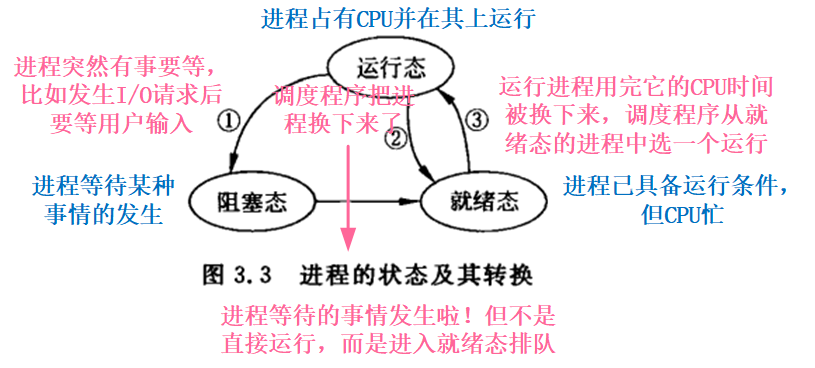 进程占有CPU并在其上运行
运行态
进程突然有事要等，
比如发生I/O请求后
要等用户输入
调度程序把进
程换下来了
运行进程用完它的CPU时间
被换下来，调度程序从就
绪态的进程中选一个运行
①
②
③
进程等待某种
事情的发生
阻塞态
就绪态
进程已具备运行条件，
但CPU忙
图 3.3 进程的状态及其转换
进程等待的事情发生啦！但不是
直接运行，而是进入就绪态排队